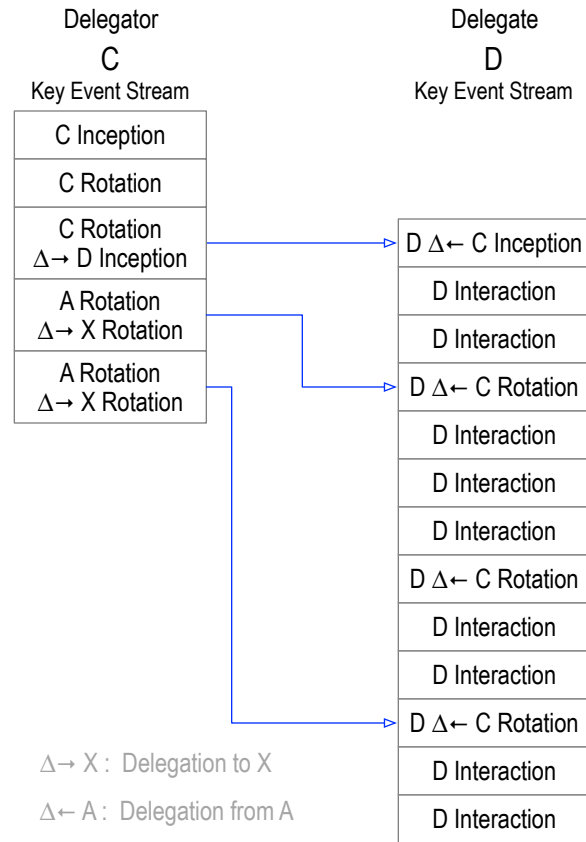 Delegator
C
Key Event Stream
C Inception
C Rotation
C Rotation
Δ→ D Inception
A Rotation
Δ→ X Rotation
A Rotation
Δ→ X Rotation
Delegate
D
Key Event Stream
D Δ← C Inception
D Interaction
D Interaction
D Δ← C Rotation
D Interaction
D Interaction
D Interaction
D Δ← C Rotation
D Interaction
D Interaction
D Δ← C Rotation
D Interaction
D Interaction
Δ→ X : Delegation to X
Δ← A : Delegation from A